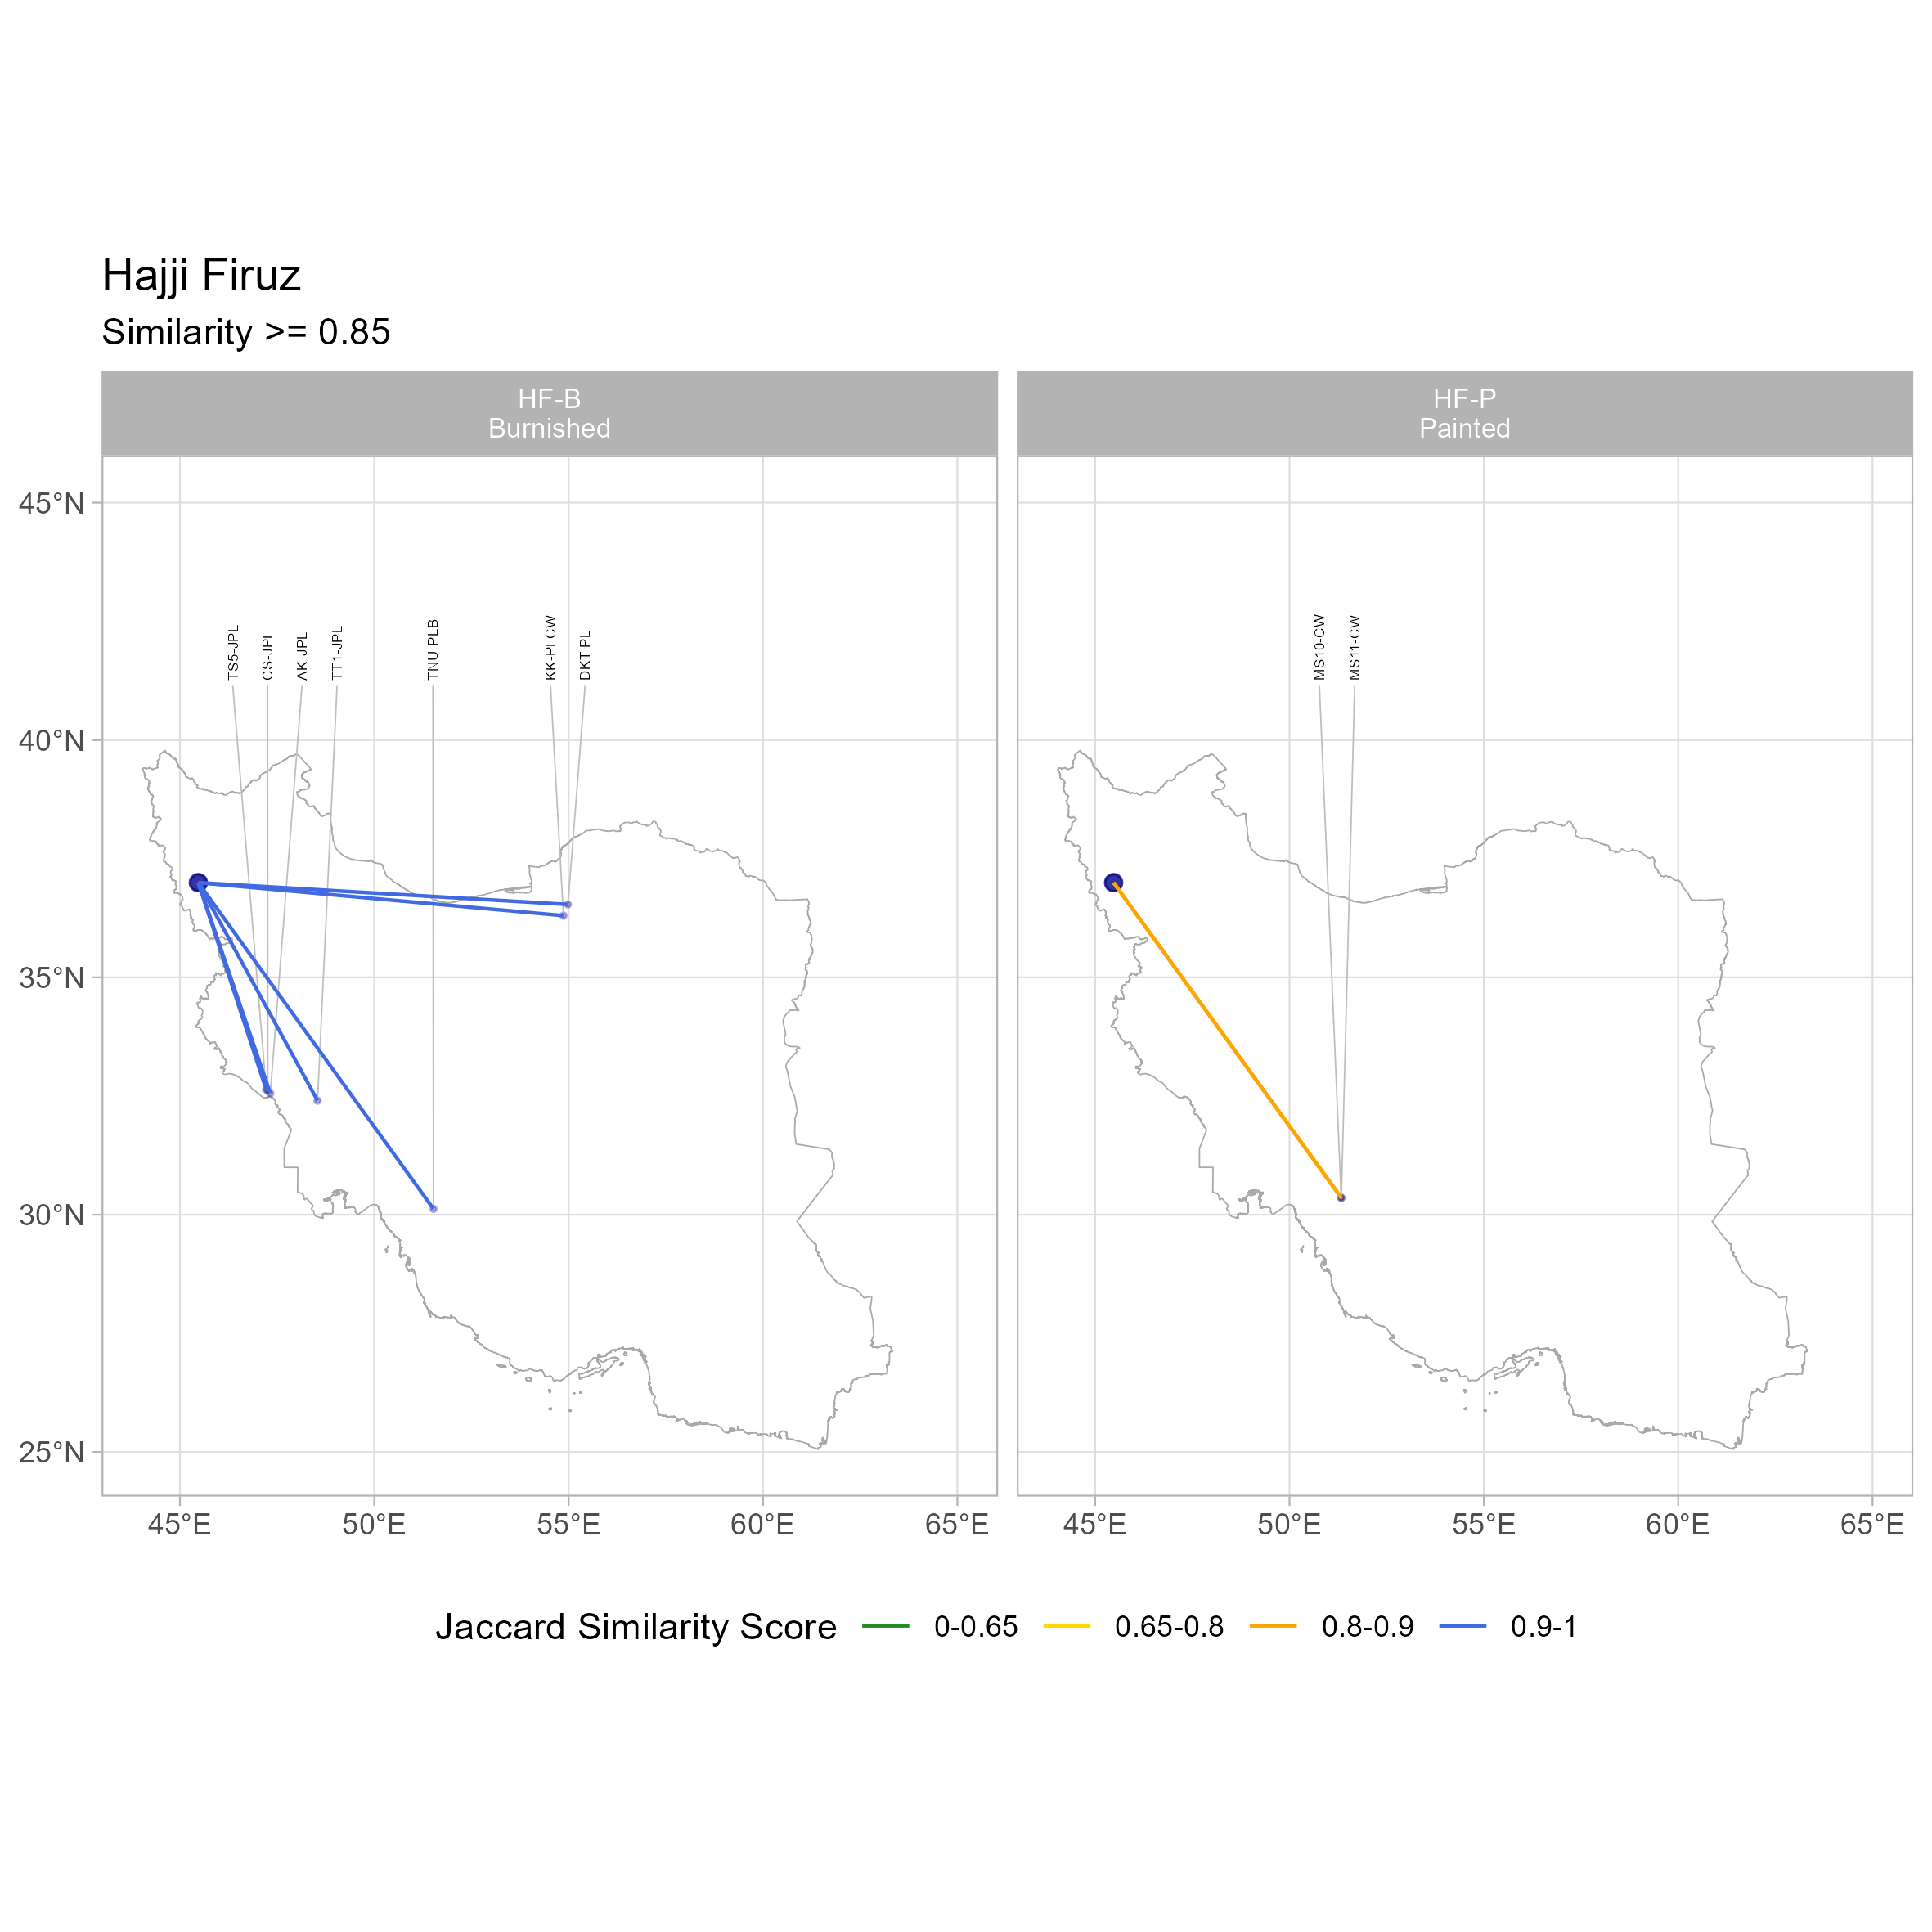 Hajji Firuz
Similarity >= 0.85
HF-B
Burnished
HF-P
Painted
45°N
40°N
35°N
30°N
25°N
TS5-JPL
CS-JPL
AK-JPL
TT1-JPL
TNU-PLB
KK-PLCW
DKT-PL
MS10-CW
MS11-CW
45°E 50°E 55°E 60°E 65°E
45°E 50°E 55°E 60°E 65°E
Jaccard Similarity Score 0-0.65 0.65-0.8 0.8-0.9 0.9-1